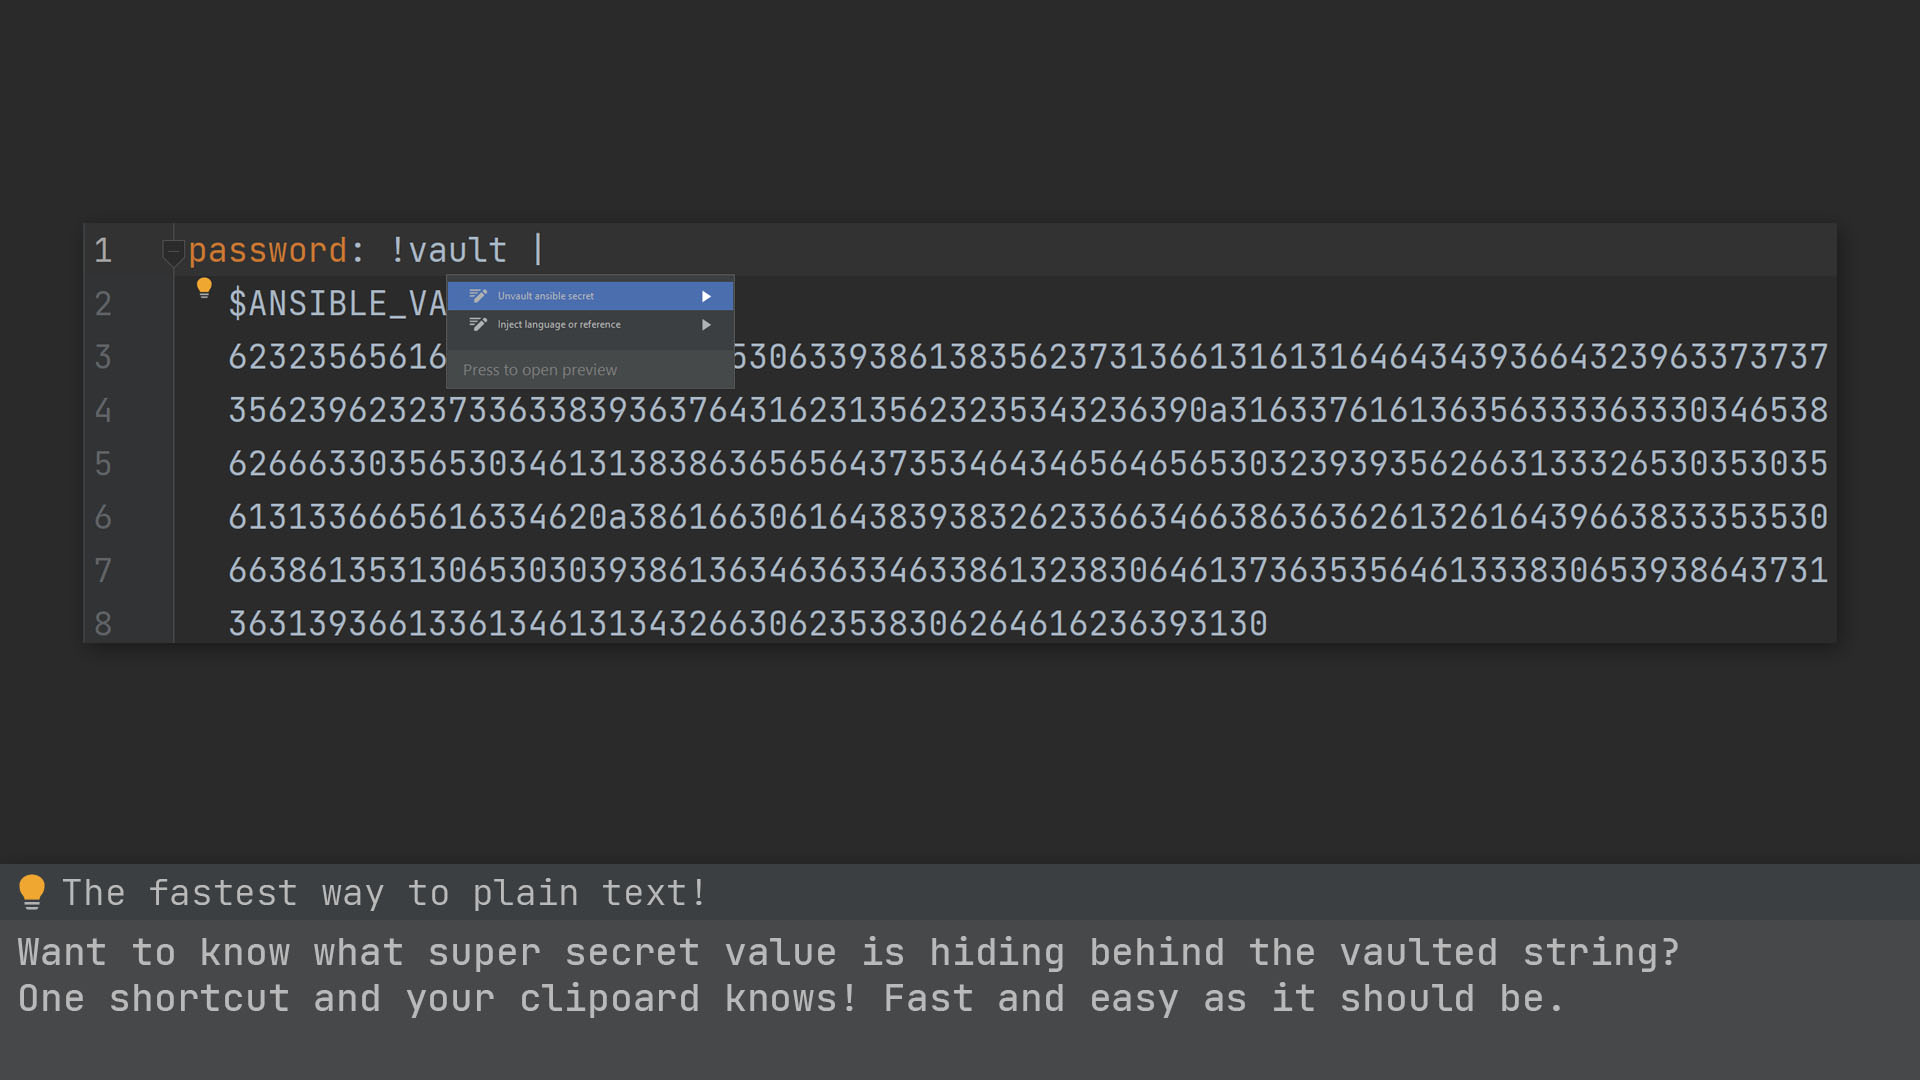 1 password: !vault |
2 $ANSIBLE_VA
Unvault ansible secret
Inject language or reference
Press to open preview
3 62323565616 5306339386138356237313661316131646434393664323963373737
4 3562396232373363383936376431623135623235343236390a31633761613635633336333034653​8
5 62666330356530346131383863656564373534643465646565303239393562663133326530353035
6 6131336665616334620a386166306164383938326233663466386363626132616439663833353530
7 66386135313065303039386136346363346338613238306461373635356461333830653938643731
8 3631393661336134613134326630623538306264616236393130
The fastest way to plain text!
Want to know what super secret value is hiding behind the vaulted string?
One shortcut and your clipoard knows! Fast and easy as it should be.